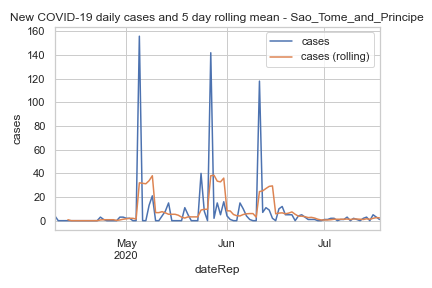 New COVID-19 daily cases and 5 day rolling mean - Sao_Tome_and_Principe
160
140
120
100
80
60
40
20
0
cases
cases
cases (rolling)
May
2020
Jun
Jul
dateRep